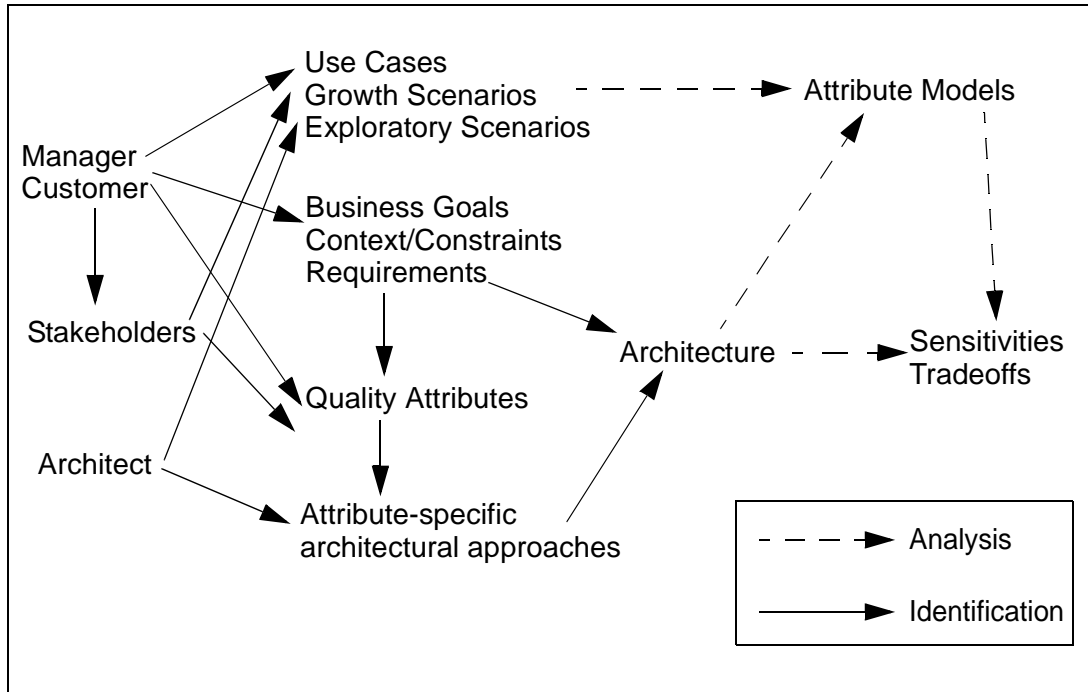 Use Cases
Growth Scenarios
Exploratory Scenarios
Attribute Models
Manager
Customer
Business Goals
Context/Constraints
Requirements
Stakeholders
Architecture
Sensitivities
Tradeoffs
Quality Attributes
Architect
Attribute-specific
architectural approaches
Analysis
Identification